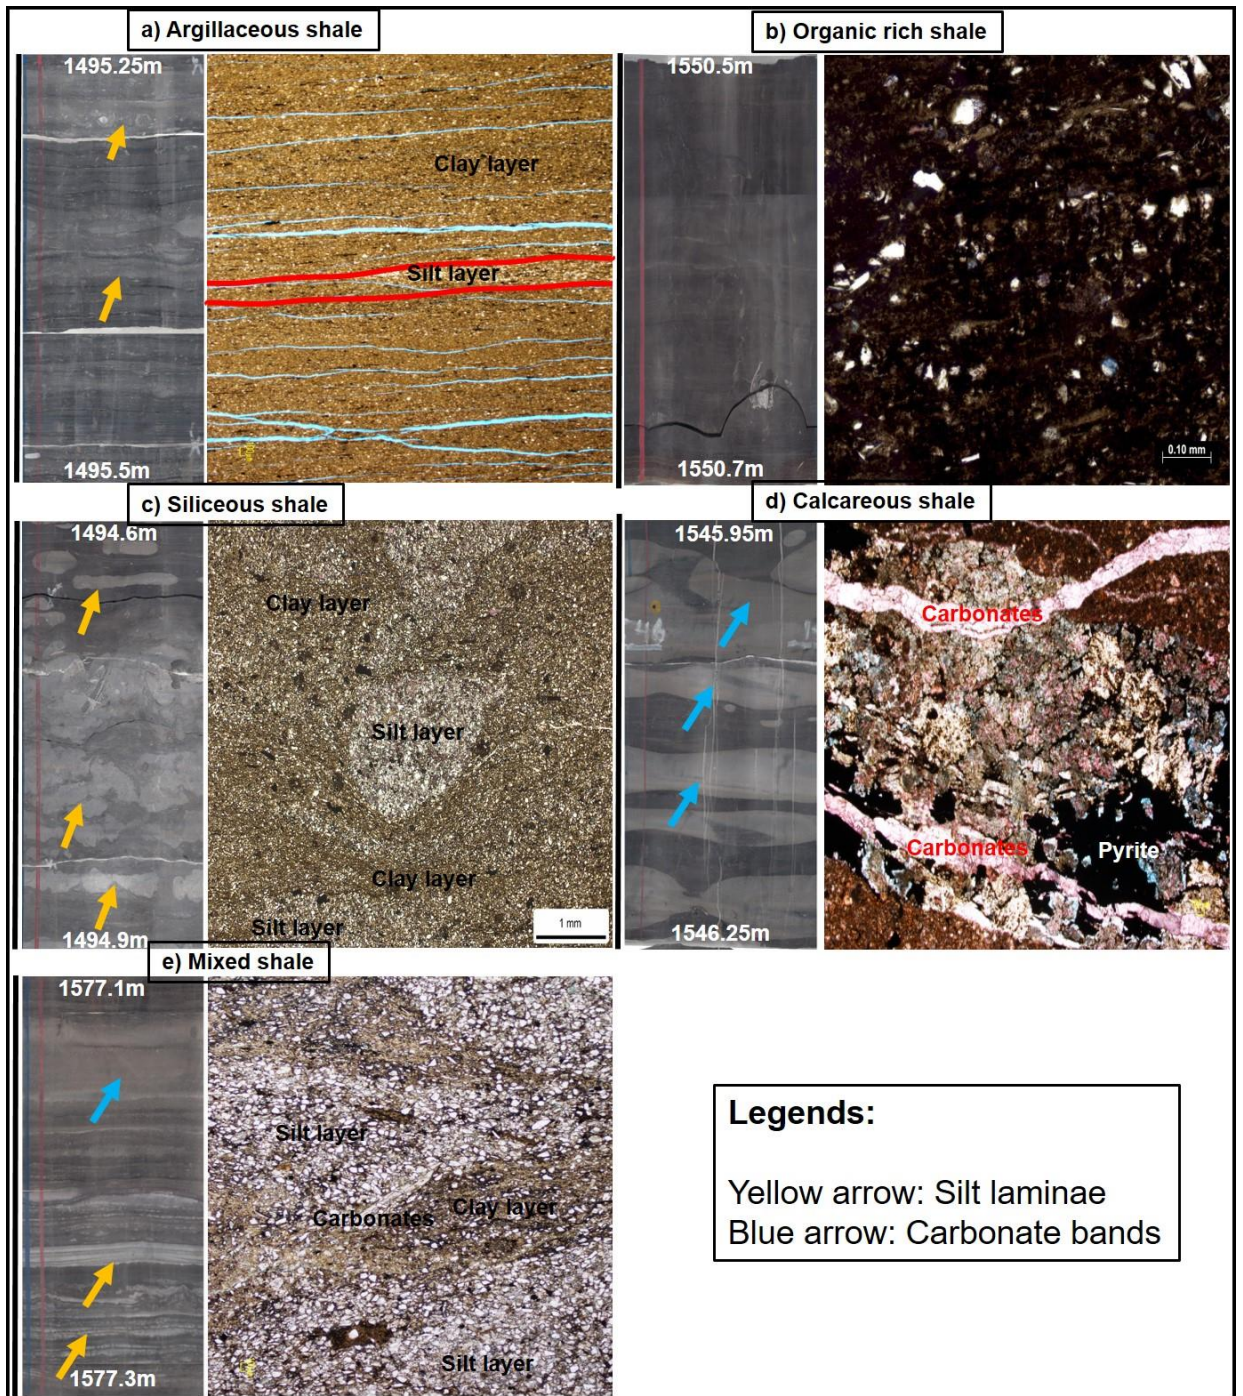 a) Argillaceous shale
1495.25m
Clay layer
Silt layer
1495.5m
b) Organic rich shale
1550.5m
1550.7m
0.10 mm
c) Siliceous shale
1494.6m
Clay layer
Silt layer
Clay layer
Silt layer
1 mm
1494.9m
d) Calcareous shale
1545.95m
Carbonates
Carbonates
Pyrite
1546.25m
e) Mixed shale
1577.1m
Silt layer
Carbonates
Clay layer
Silt layer
1577.3m
Legends:
Yellow arrow: Silt laminae
Blue arrow: Carbonate bands